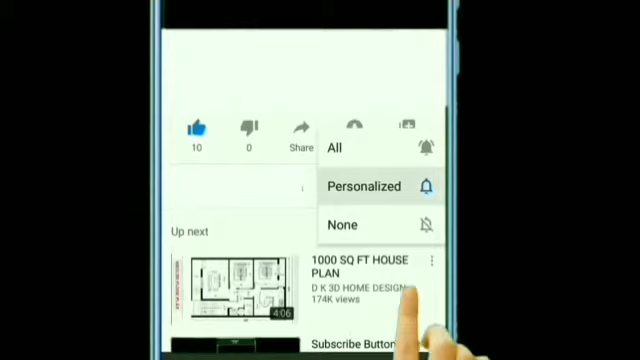 10
0
Share
All
Personalized
None
Up next
1000 SQ FT HOUSE
PLAN
D K 3D HOME DESIGN
174K views
4:06
Subscribe Button